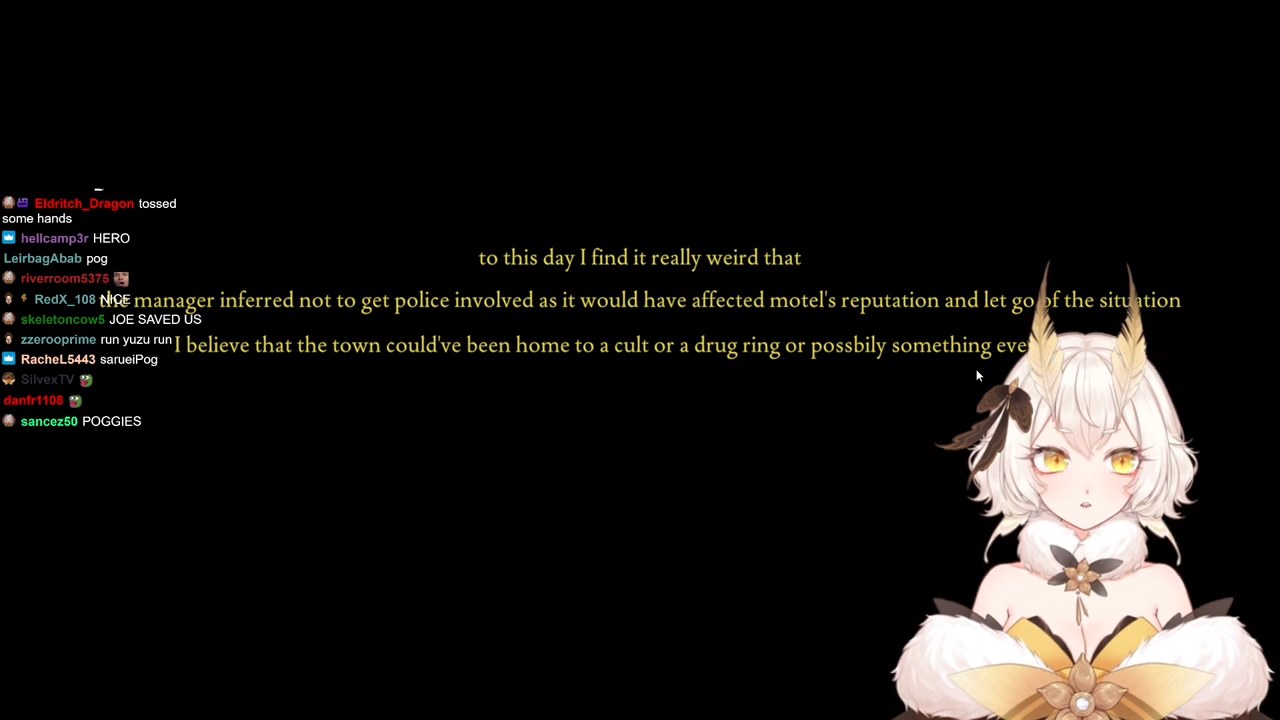 Eldritch_Dragon tossed
some hands
hellcamp3r HERO
LeirbagAbab pog
riverroom5375
RedX_108 NICE
skeletoncow5 JOE SAVED US
zzerooprime run yuzu run
RacheL5443 sarueiPog
SilvexTV
danfr1108
sancez50 POGGIES
to this day I find it really weird that
the manager inferred not to get police involved as it would have affected motel's reputation and let go of the situation
I believe that the town could've been home to a cult or a drug ring or possbily something